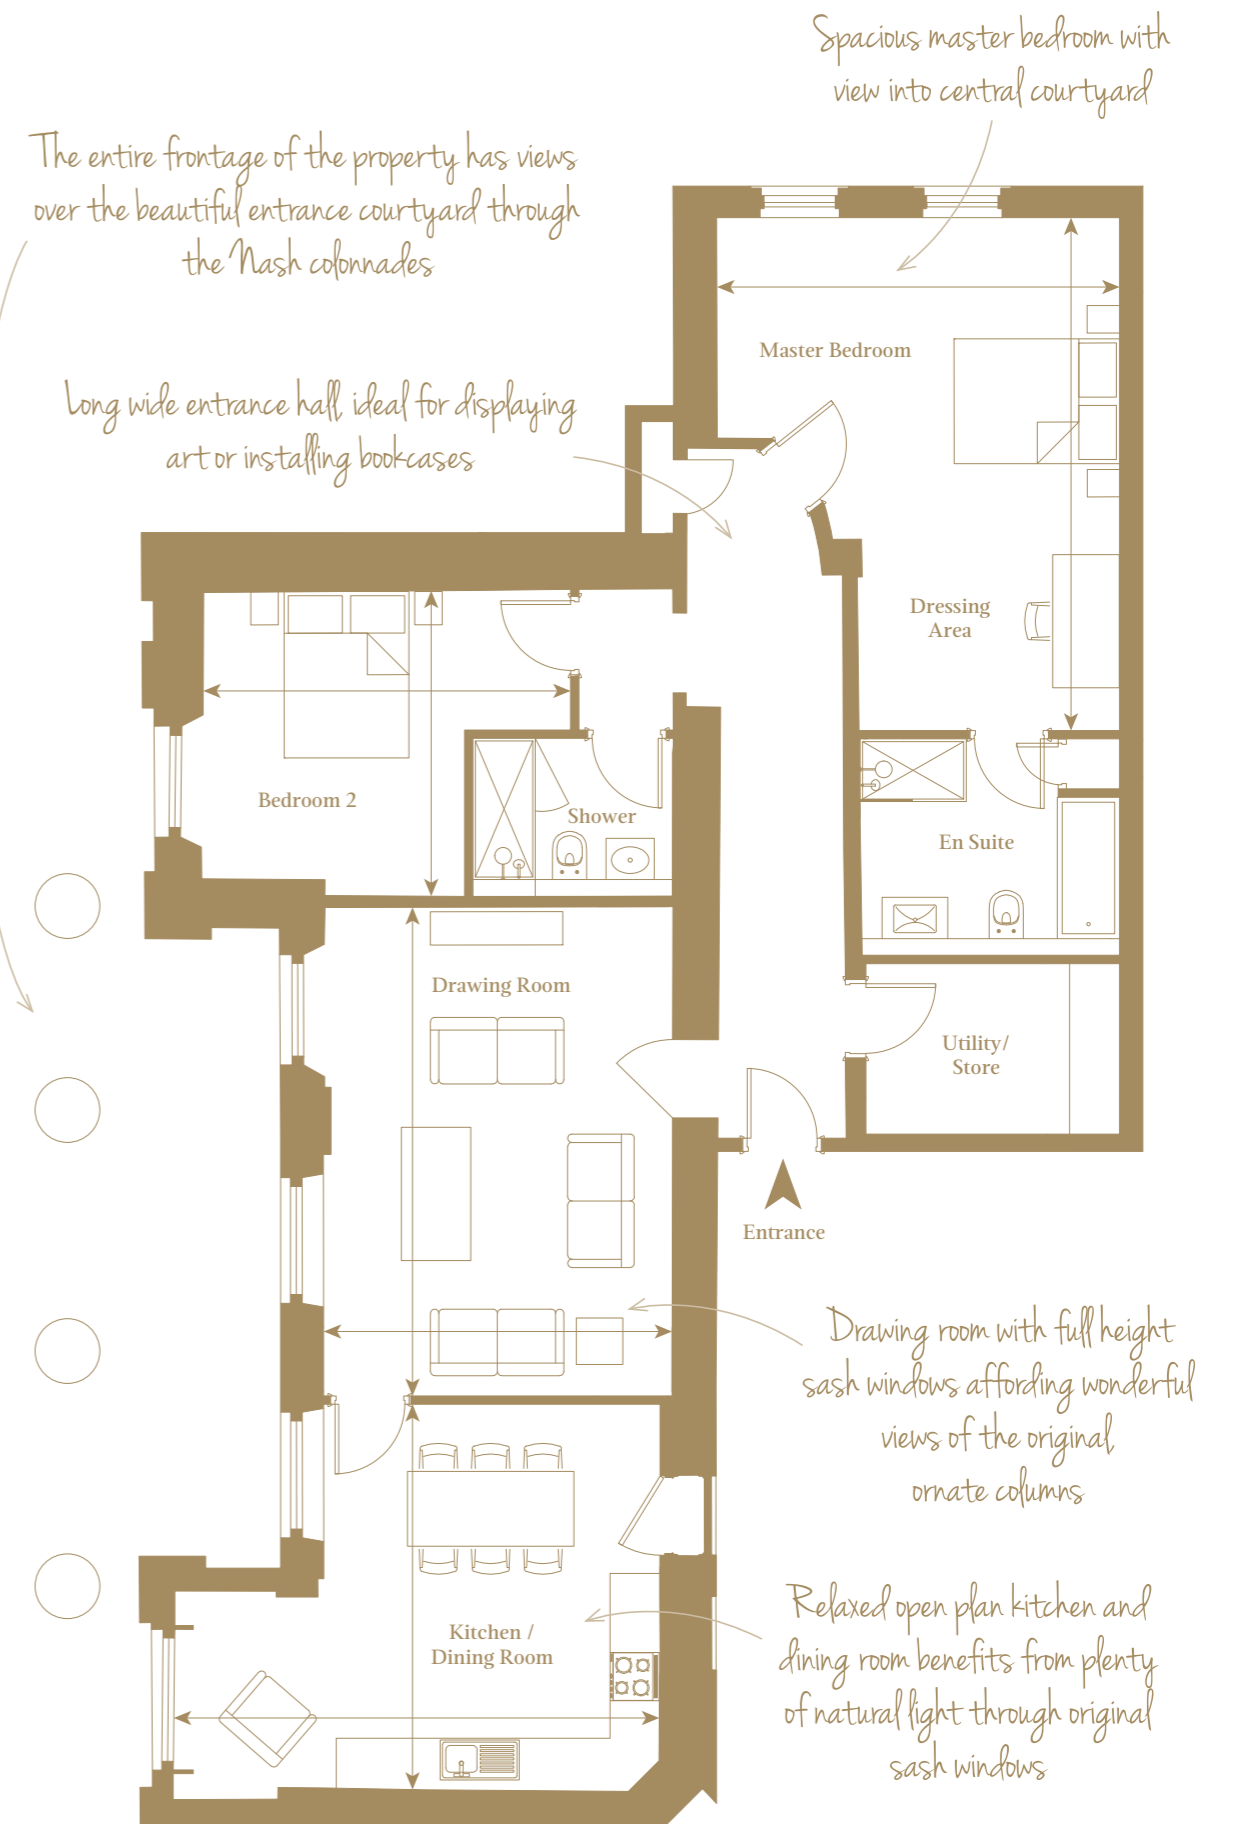 Spacious master bedroom with
view into central courtyard
The entire frontage of the property has views
over the beautiful entrance courtyard through
the Nash colonnades
Master Bedroom
Long wide entrance hall, ideal for displaying
art or installing bookcases
Dressing
Area
Bedroom 2
Shower
En Suite
Drawing Room
Utility/
Store
Entrance
Drawing room with full height
sash windows affording wonderful
views of the original,
ornate columns
Relaxed open plan kitchen and
dining room benefits from plenty
of natural light through original
sash windows
Kitchen /
Dining Room